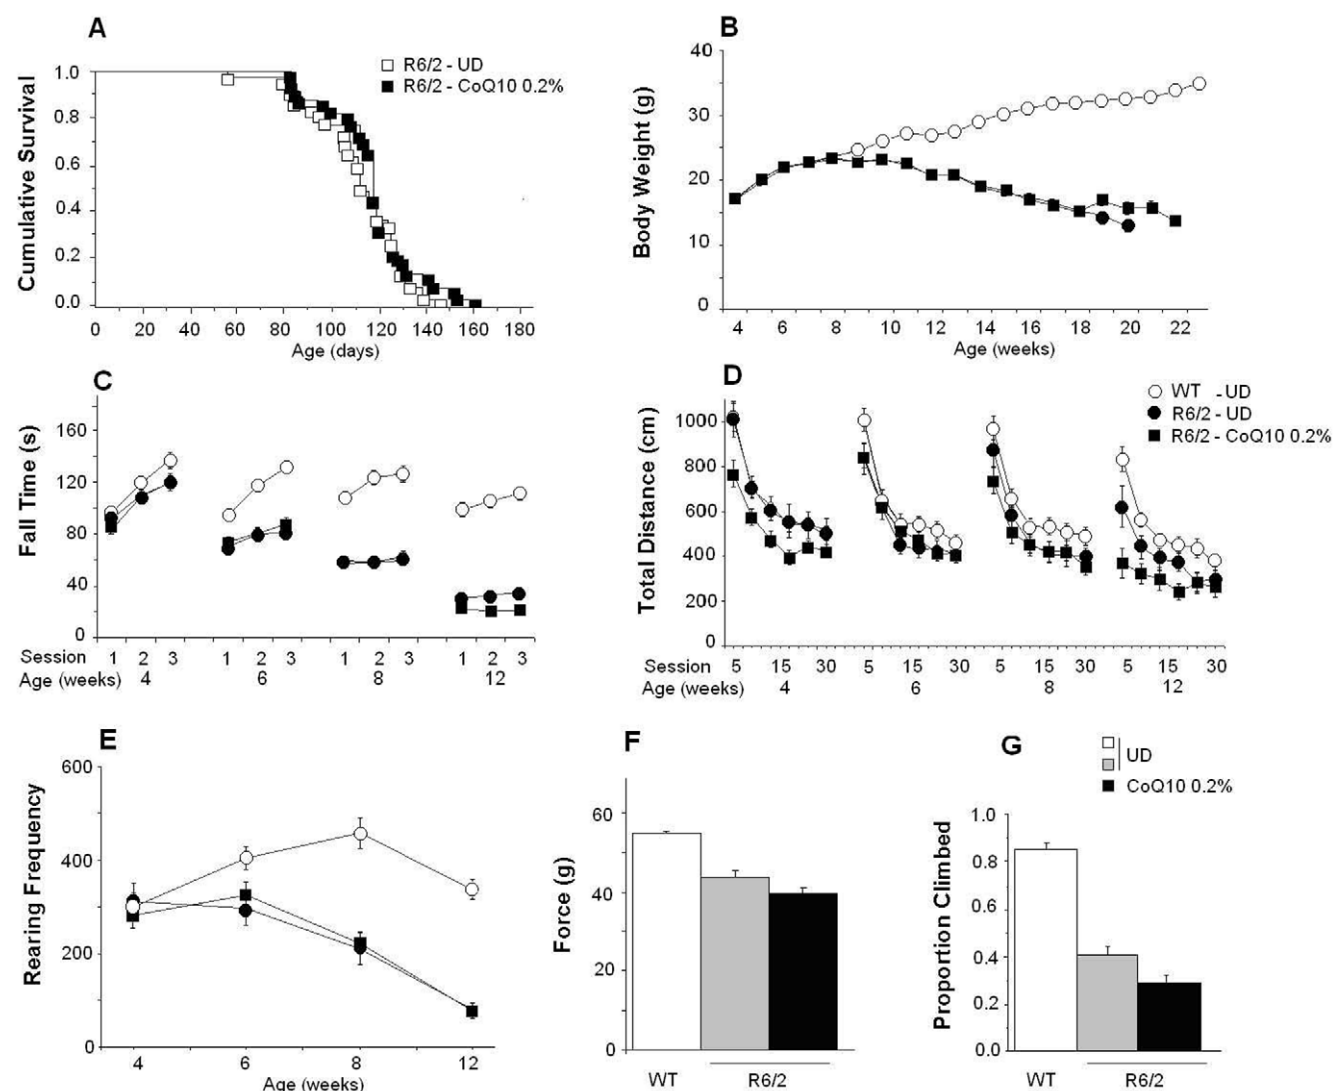 A
R6/2 - UD
R6/2 - CoQ10 0.2%
Cumulative Survival
1.0
0.8
0.6
0.4
0.2
0.0
0 20 40 60 80 100 120 140 160 180
Age (days)
B
Body Weight (g)
40
30
20
10
0
4 6 8 10 12 14 16 18 20 22
Age (weeks)
C
Fall Time (s)
160
120
80
40
0
Session 1 2 3 1 2 3 1 2 3 1 2 3
Age (weeks) 4 6 8 12
D
WT - UD
R6/2 - UD
R6/2 - CoQ10 0.2%
Total Distance (cm)
1000
800
600
400
200
0
Session 5 15 30 5 15 30 5 15 30 5 15 30
Age (weeks) 4 6 8 12
E
Rearing Frequency
600
400
200
0
4 6 8 12
Age (weeks)
F
Force (g)
60
40
20
0
WT R6/2
G
UD
CoQ10 0.2%
Proportion Climbed
1.0
0.8
0.6
0.4
0.2
0.0
WT R6/2